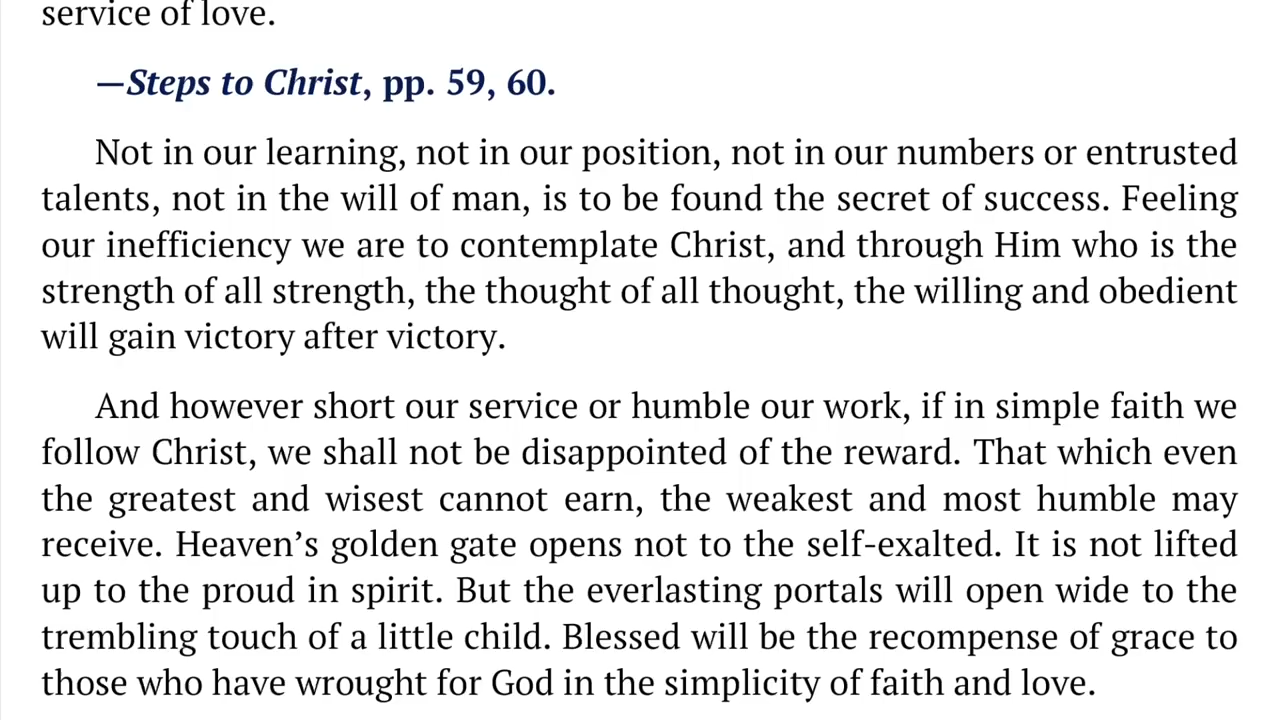 service of love.
—Steps to Christ, pp. 59, 60.
Not in our learning, not in our position, not in our numbers or entrusted
talents, not in the will of man, is to be found the secret of success. Feeling
our inefficiency we are to contemplate Christ, and through Him who is the
strength of all strength, the thought of all thought, the willing and obedient
will gain victory after victory.
And however short our service or humble our work, if in simple faith we
follow Christ, we shall not be disappointed of the reward. That which even
the greatest and wisest cannot earn, the weakest and most humble may
receive. Heaven’s golden gate opens not to the self-exalted. It is not lifted
up to the proud in spirit. But the everlasting portals will open wide to the
trembling touch of a little child. Blessed will be the recompense of grace to
those who have wrought for God in the simplicity of faith and love.